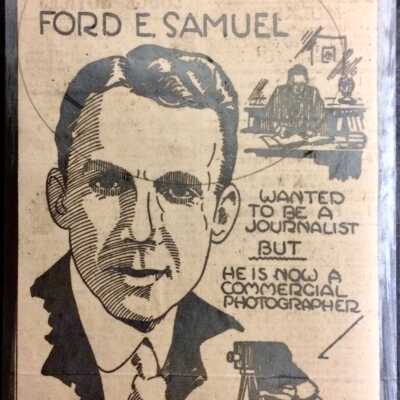 FORD E. SAMUEL
WANTED
TO BE A
JOURNALIST
BUT
HE IS NOW A
COMMERCIAL
PHOTOGRAPHER